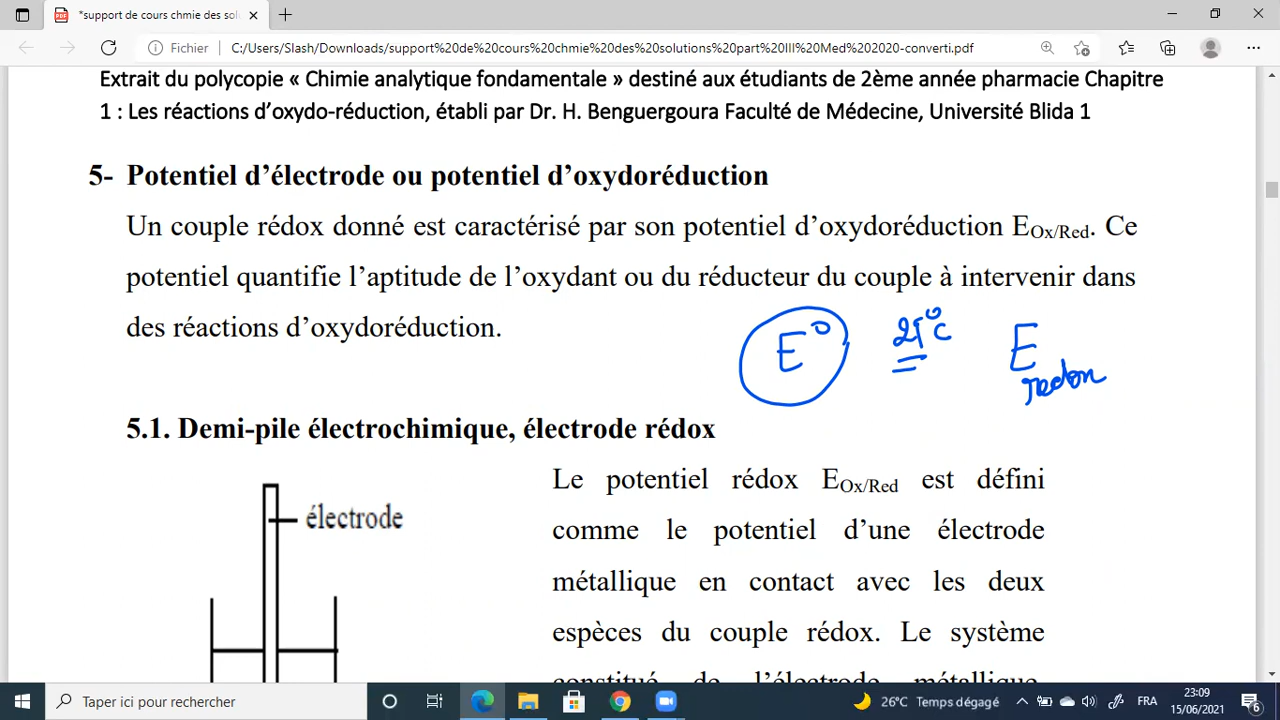 *support de cours chmie des solu
Fichier
C:/Users/Slash/Downloads/support%20de%20cours%20chmie%20des%20solutions%20part%20III%20Med%202020-converti.pdf
Extrait du polycopie « Chimie analytique fondamentale » destiné aux étudiants de 2ème année pharmacie Chapitre
1 : Les réactions d'oxydo-réduction, établi par Dr. H. Benguergoura Faculté de Médecine, Université Blida 1
5- Potentiel d'électrode ou potentiel d'oxydoréduction
Un couple rédox donné est caractérisé par son potentiel d'oxydoréduction EOx/Red. Ce
potentiel quantifie l'aptitude de l'oxydant ou du réducteur du couple à intervenir dans
des réactions d'oxydoréduction.
E° 25°C E
redox
5.1. Demi-pile électrochimique, électrode rédox
électrode
Le potentiel rédox EOx/Red est défini
comme le potentiel d'une électrode
métallique en contact avec les deux
espèces du couple rédox. Le système
constitué de l'électrode métallique
Taper ici pour rechercher
26°C Temps dégagé
FRA
23:09
15/06/2021
6